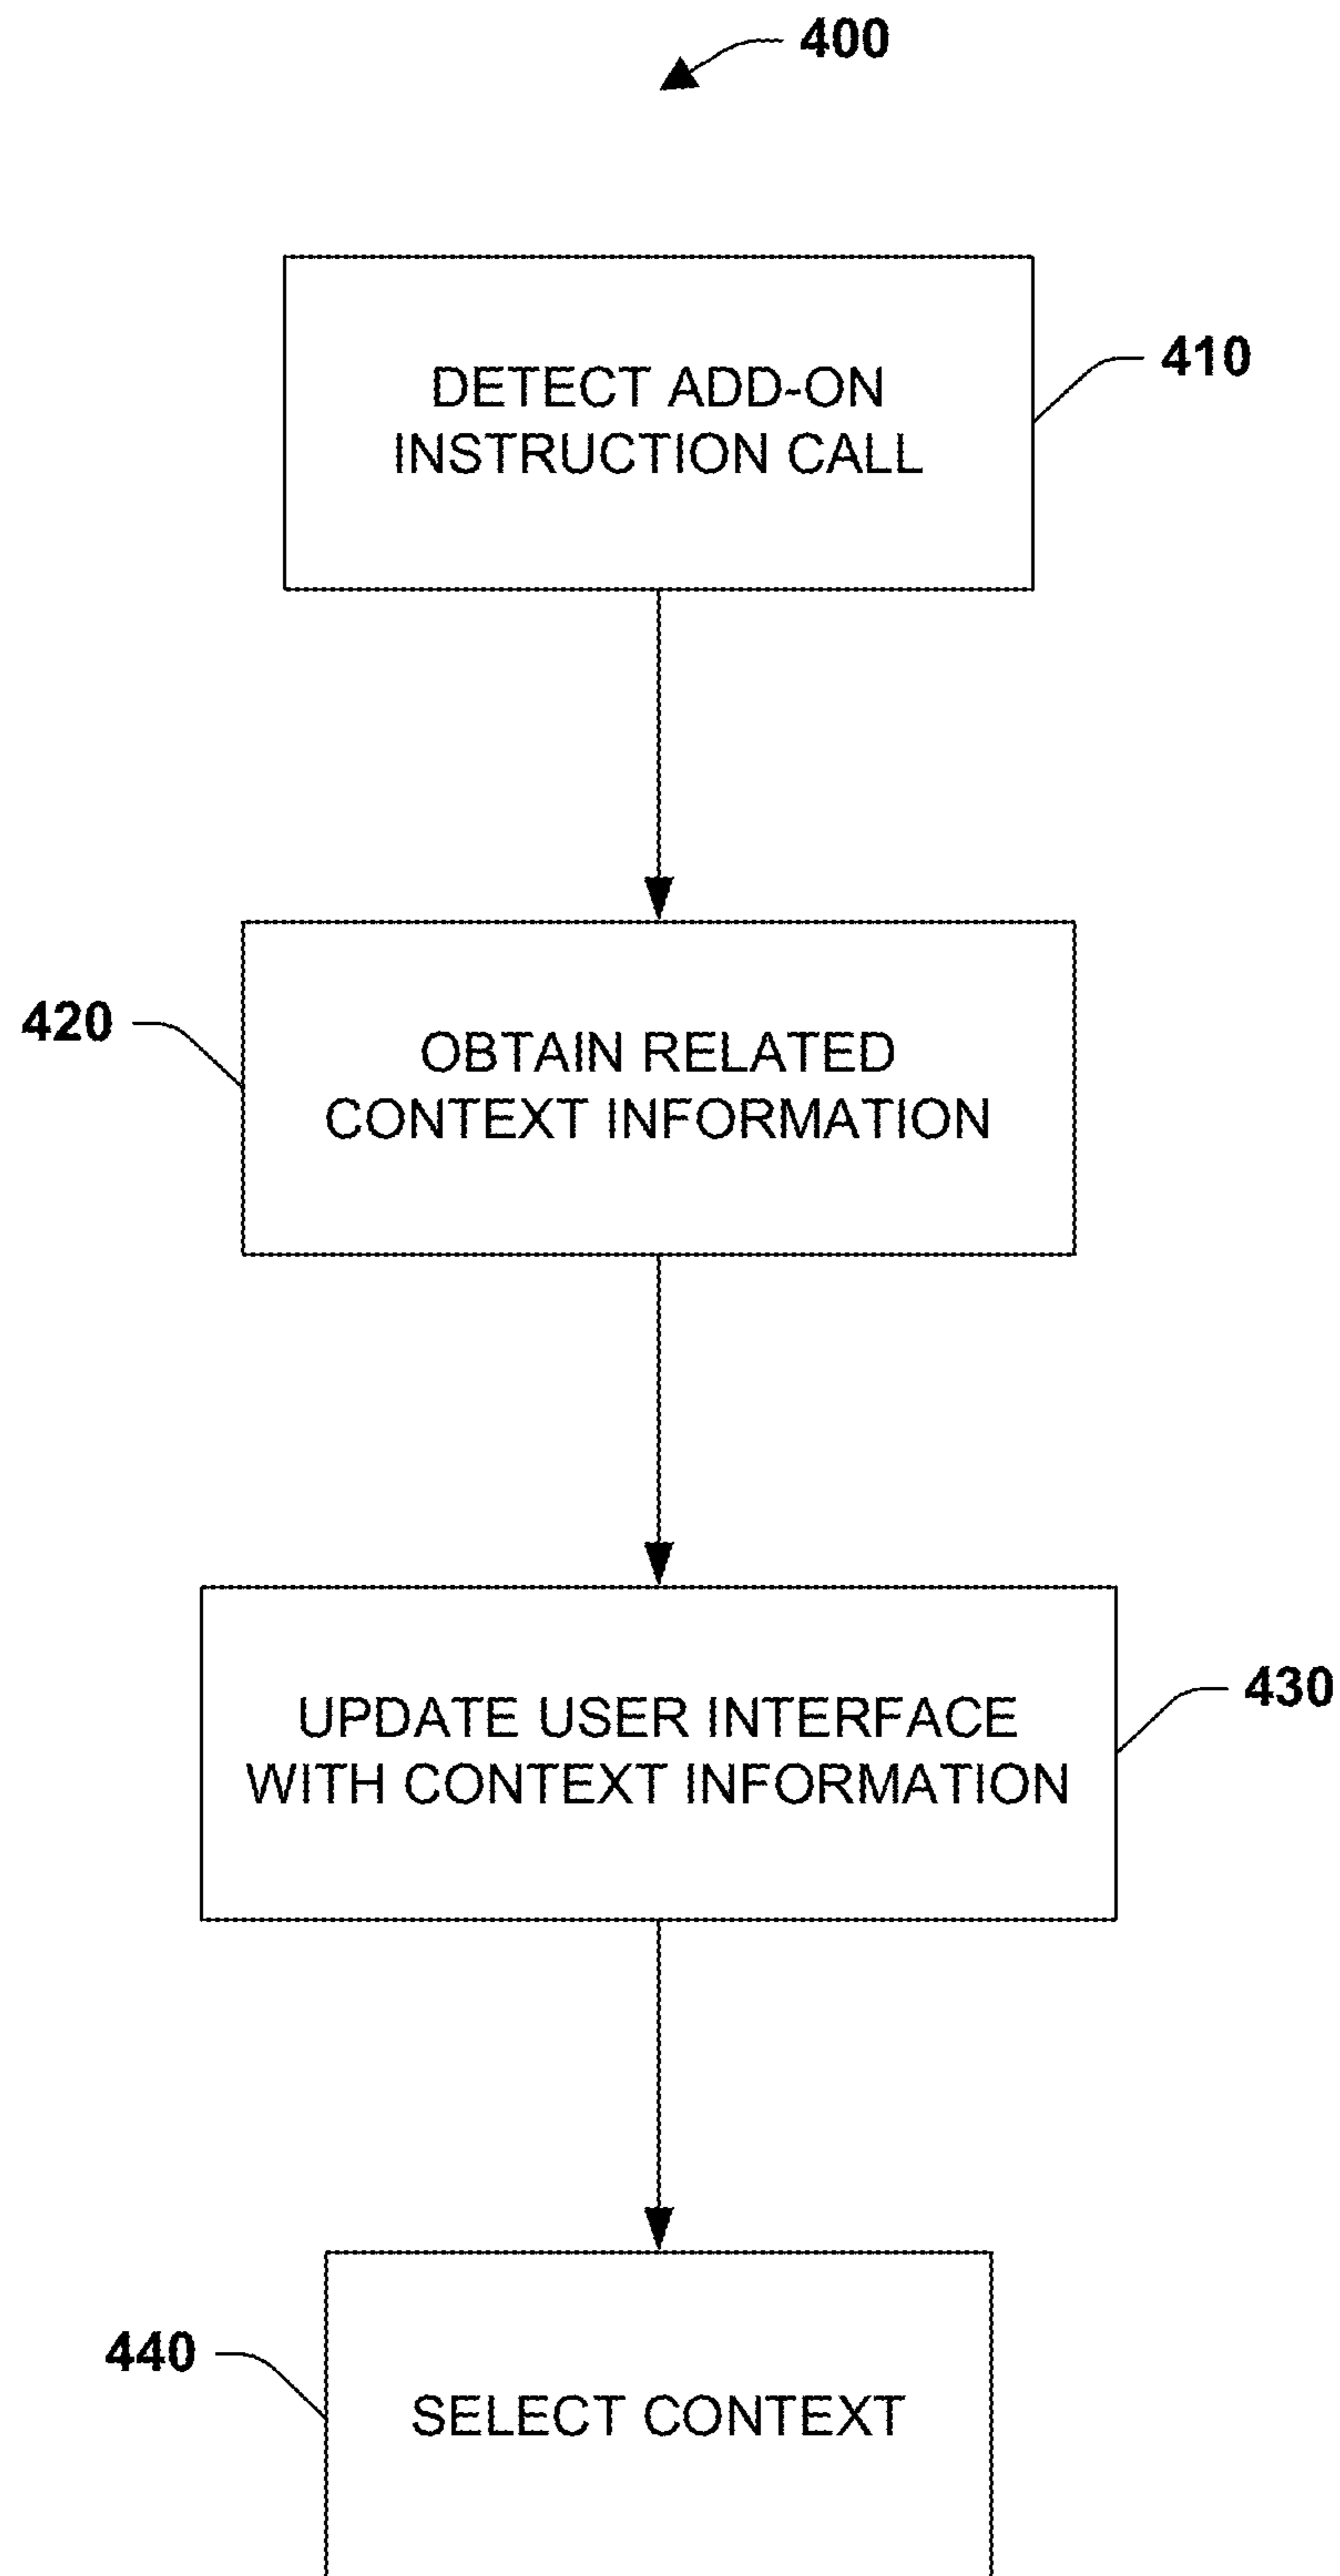 400
DETECT ADD-ON
INSTRUCTION CALL
410
420
OBTAIN RELATED
CONTEXT INFORMATION
UPDATE USER INTERFACE
WITH CONTEXT INFORMATION
430
440
SELECT CONTEXT